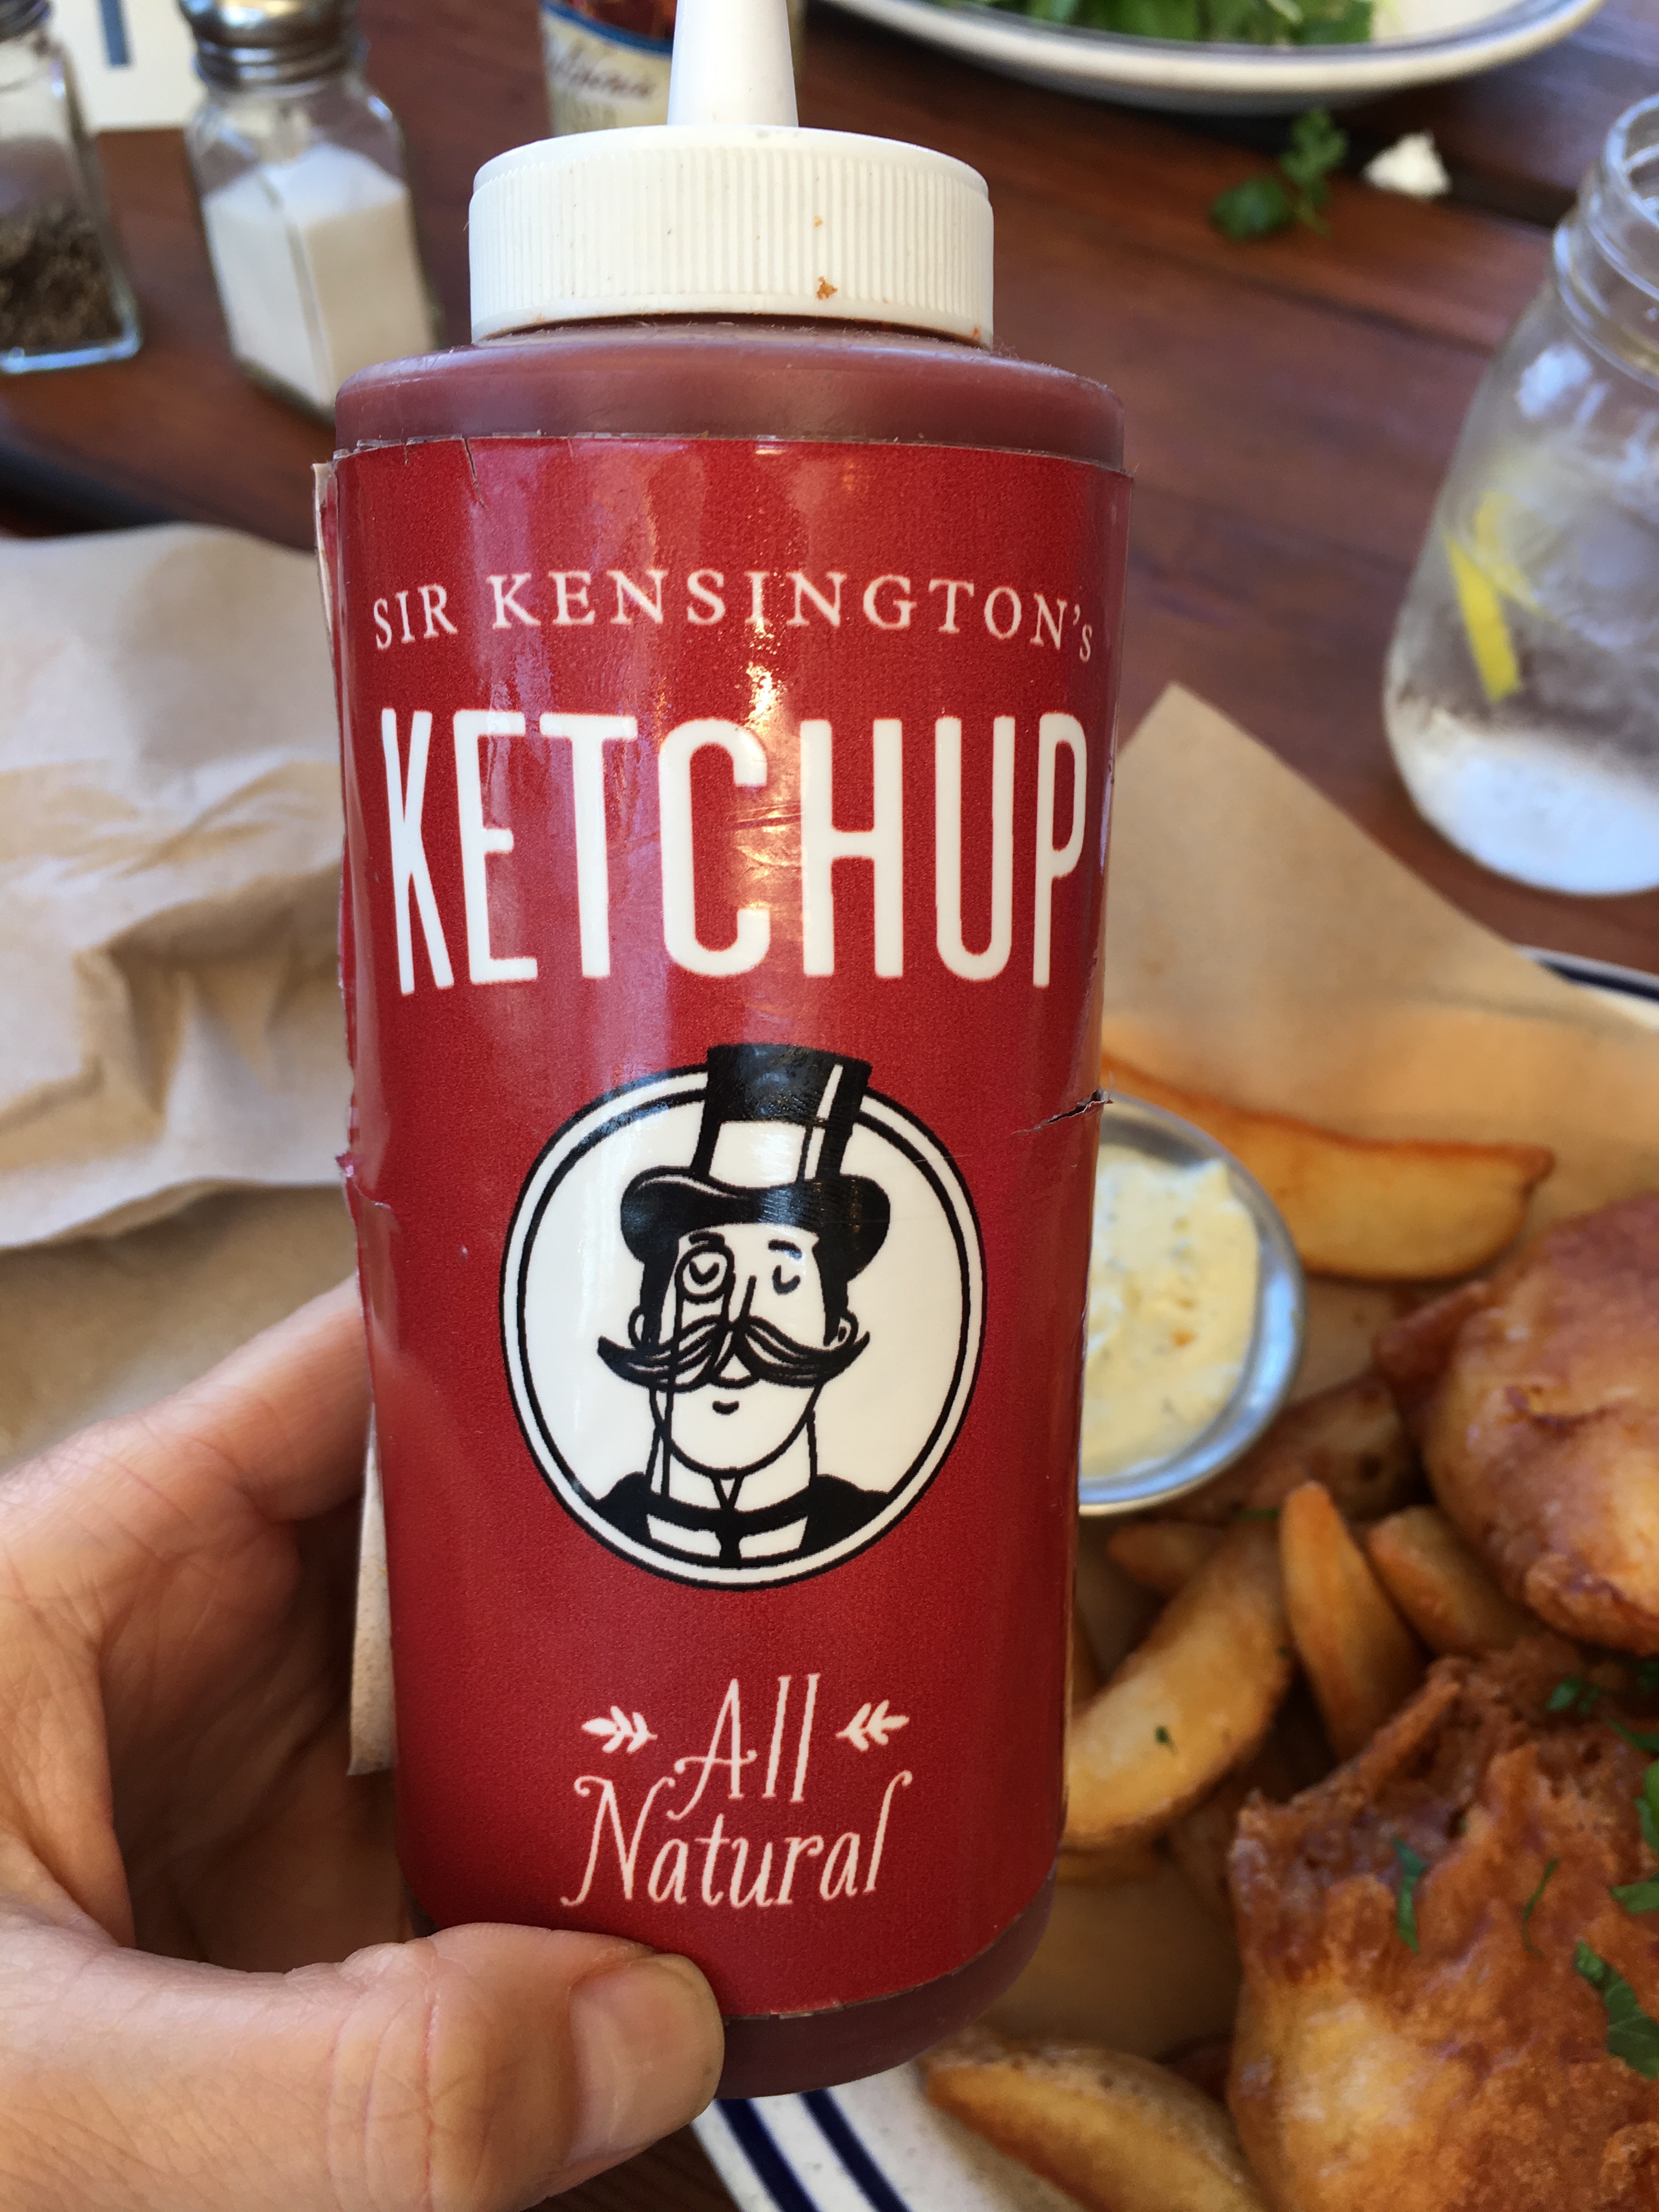 SIR KENSINGTON's
KETCHUP
All
Natural